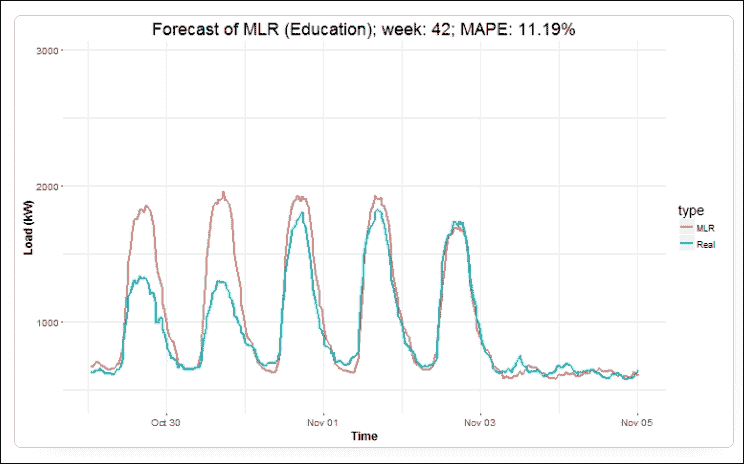 Forecast of MLR (Education); week: 42; MAPE: 11.19%
3000
2000
1000
Load (kW)
Oct 30
Nov 01
Nov 03
Nov 05
Time
type
MLR
Real